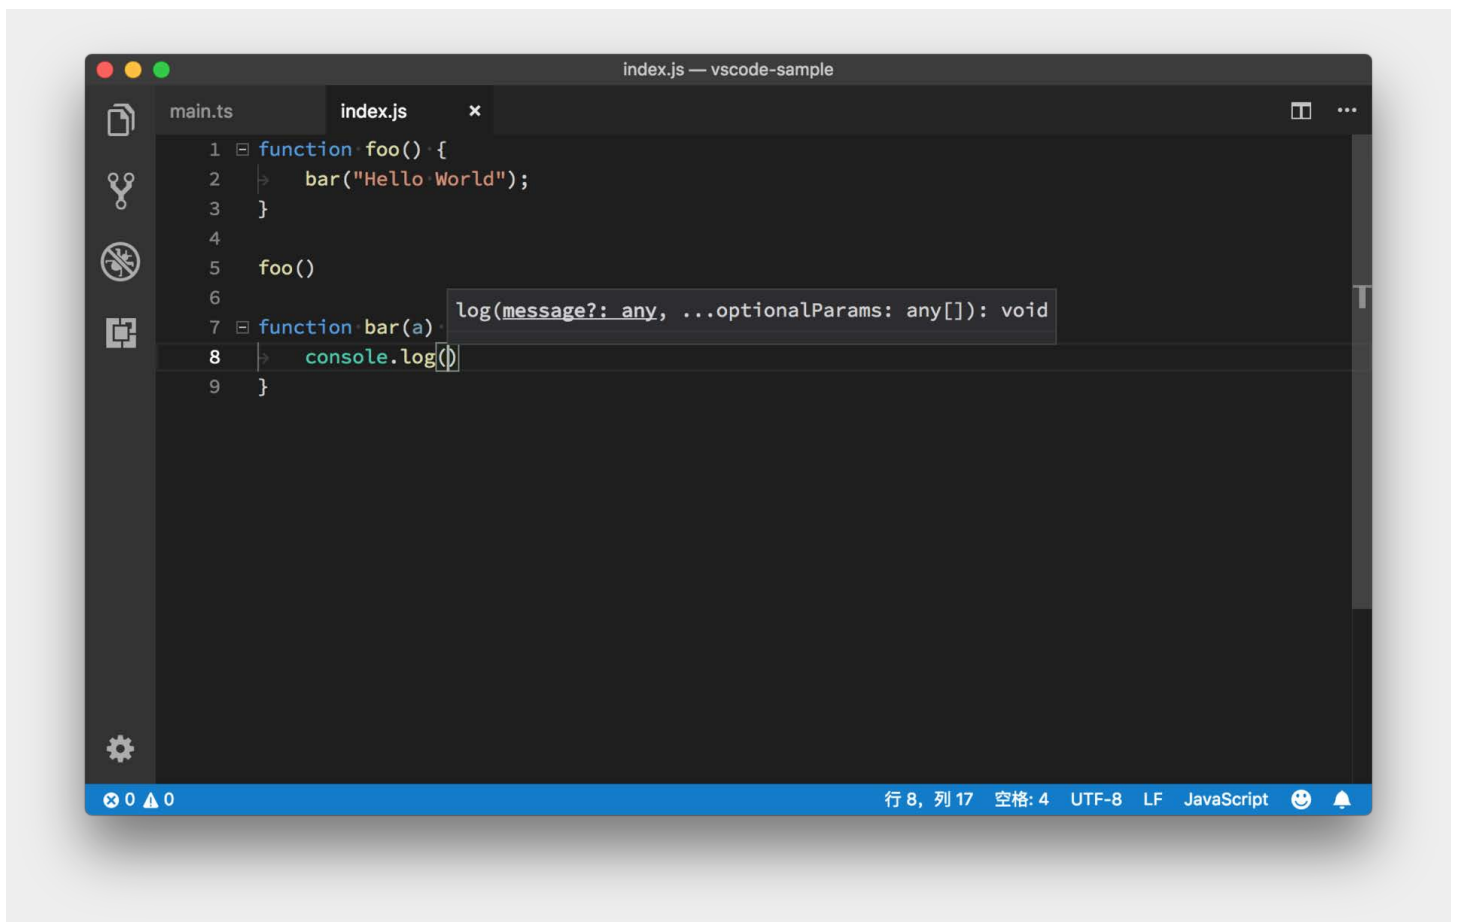 index.js — vscode-sample
main.ts index.js
1 function foo() {
2 bar("Hello World");
3 }
4
5 foo()
6
log(message?: any, ...optionalParams: any[]): void
7 function bar(a)
8 console.log()
9 }
0 0 行 8，列 17 空格: 4 UTF-8 LF JavaScript